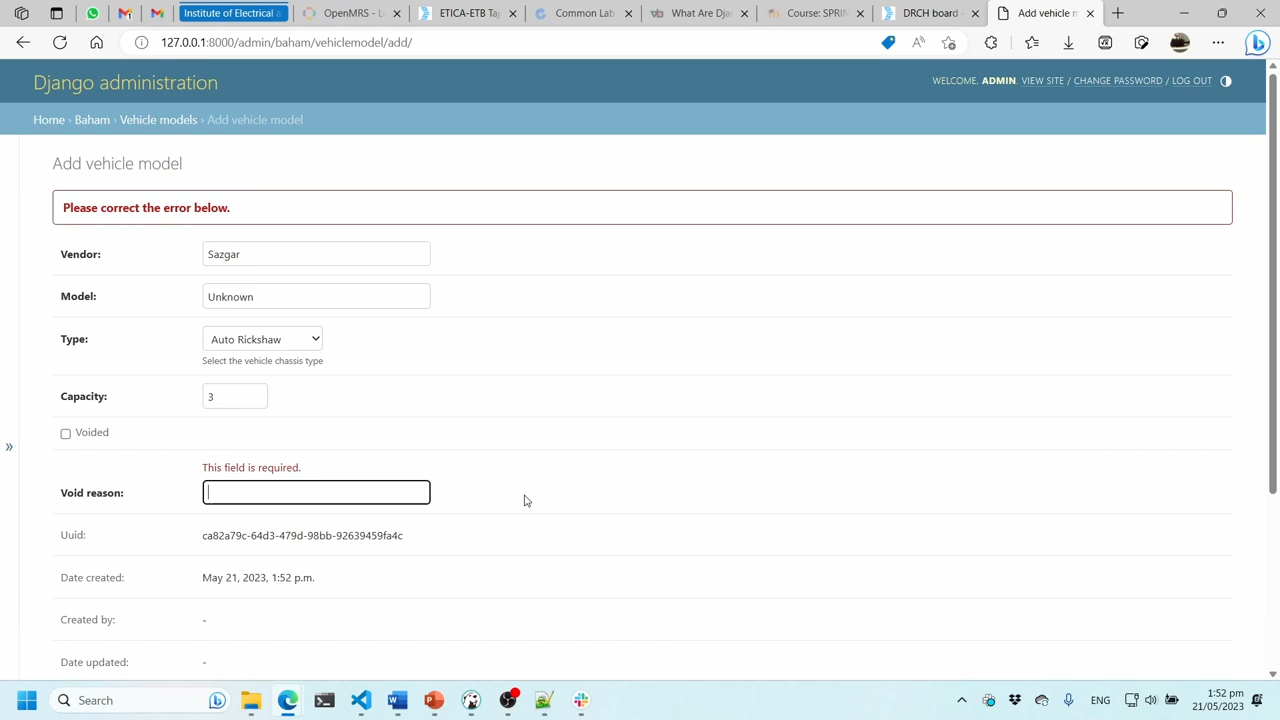 Institute of Electrical a
OpenMRS - L
ETICA-ETB Taj
Common Lab
What Are Djan
Course: SPRIN
DRCH board
Add vehicle m
127.0.0.1:8000/admin/baham/vehiclemodel/add/
Django administration
WELCOME, ADMIN. VIEW SITE / CHANGE PASSWORD / LOG OUT
Home › Baham › Vehicle models › Add vehicle model
Add vehicle model
Please correct the error below.
Vendor: Sazgar
Model: Unknown
Type: Auto Rickshaw
Select the vehicle chassis type
Capacity: 3
Voided
This field is required.
Void reason:
Uuid: ca82a79c-64d3-479d-98bb-92639459fa4c
Date created: May 21, 2023, 1:52 p.m.
Created by: -
Date updated: -
Search
ENG
1:52 pm
21/05/2023